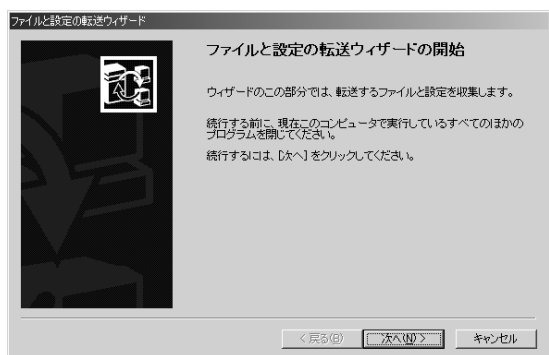 ファイルと設定の転送ウィザード
ファイルと設定の転送ウィザードの開始
ウィザードのこの部分では、転送するファイルと設定を収集します。
続行する前に、現在このコンピュータで実行しているすべてのほかの
プログラムを閉じてください。
続行するには、[次へ] をクリックしてください。
< 戻る(B)
次へ(N) >
キャンセル